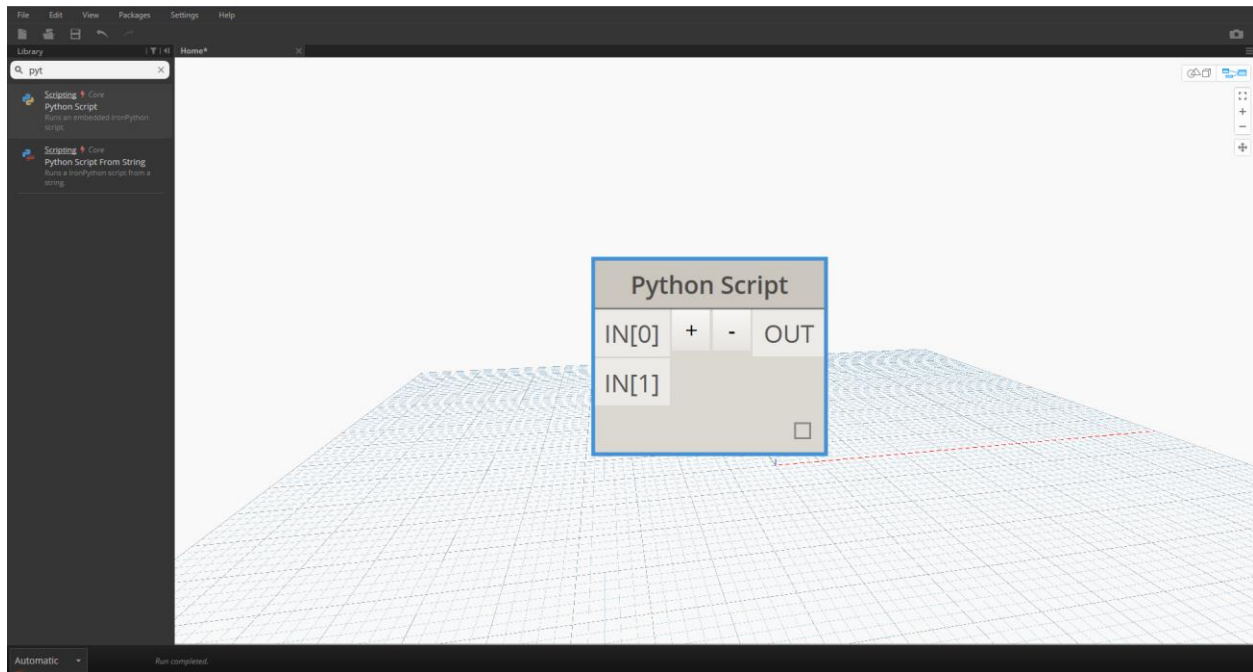 File Edit View Packages Settings Help
Library
Home*
pyt
Scripting Core
Python Script
Runs an embedded IronPython
script.
Scripting Core
Python Script From String
Runs a IronPython script from a
string.
Python Script
IN[0] + - OUT
IN[1]
Automatic
Run completed.